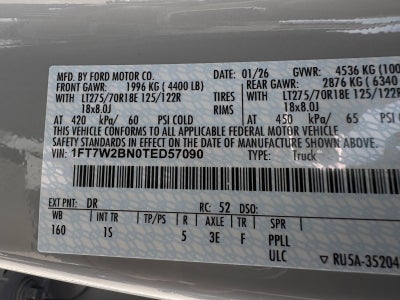 MFD. BY FORD MOTOR CO. DATE: 01/26 GVWR: 4536 KG (100
FRONT GAWR: 1996 KG ( 4400 LB) REAR GAWR: 2876 KG ( 6340
WITH LT275/70R18E 125/122R TIRES WITH LT275/70R18E 125/122R
18x8.0J RIMS 18x8.0J
AT 420 kPa/ 60 PSI COLD AT 450 kPa/ 65 PS
THIS VEHICLE CONFORMS TO ALL APPLICABLE FEDERAL MOTOR VEHICLE
SAFETY STANDARDS IN EFFECT ON THE DATE OF MANUFACTURE SHOWN ABOVE.
VIN: 1FT7W2BN0TED57090 TYPE: Truck
EXT PNT: DR RC: 52 DSO:
WB INT TR TP/PS R AXLE TR SPR
160 1S 5 3E F PPLL
ULC RU5A-35204